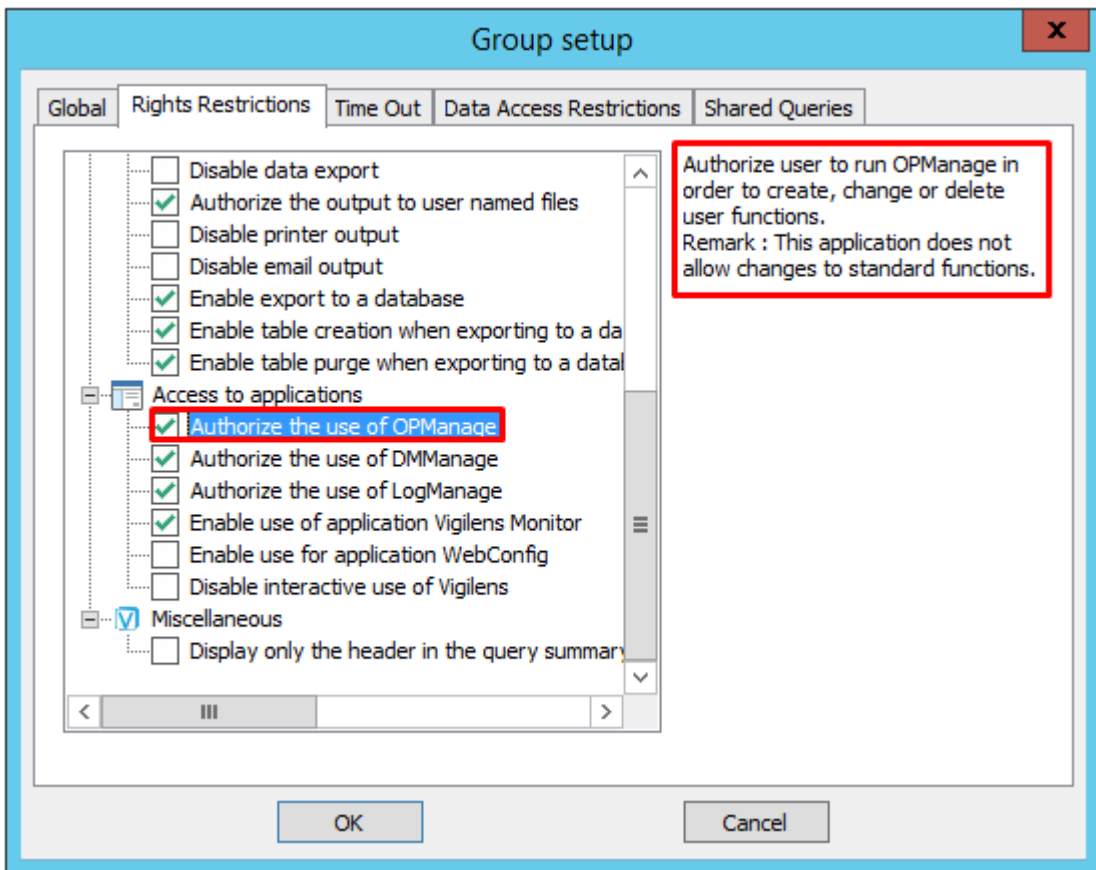 Group setup
x
Global
Rights Restrictions
Time Out
Data Access Restrictions
Shared Queries
Disable data export
Authorize the output to user named files
Disable printer output
Disable email output
Enable export to a database
Enable table creation when exporting to a da
Enable table purge when exporting to a datal
Access to applications
Authorize the use of OPManage
Authorize the use of DMManage
Authorize the use of LogManage
Enable use of application Vigilens Monitor
Enable use for application WebConfig
Disable interactive use of Vigilens
Miscellaneous
Display only the header in the query summary
Authorize user to run OPManage in
order to create, change or delete
user functions.
Remark : This application does not
allow changes to standard functions.
OK
Cancel